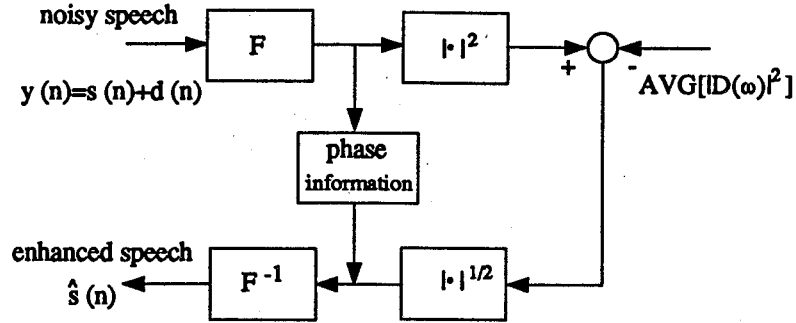 noisy speech
F
|•|²
y (n)=s (n)+d (n)
+
-
AVG[|D(ω)|²]
phase
information
enhanced speech
ŝ (n)
F⁻¹
|•|^1/2